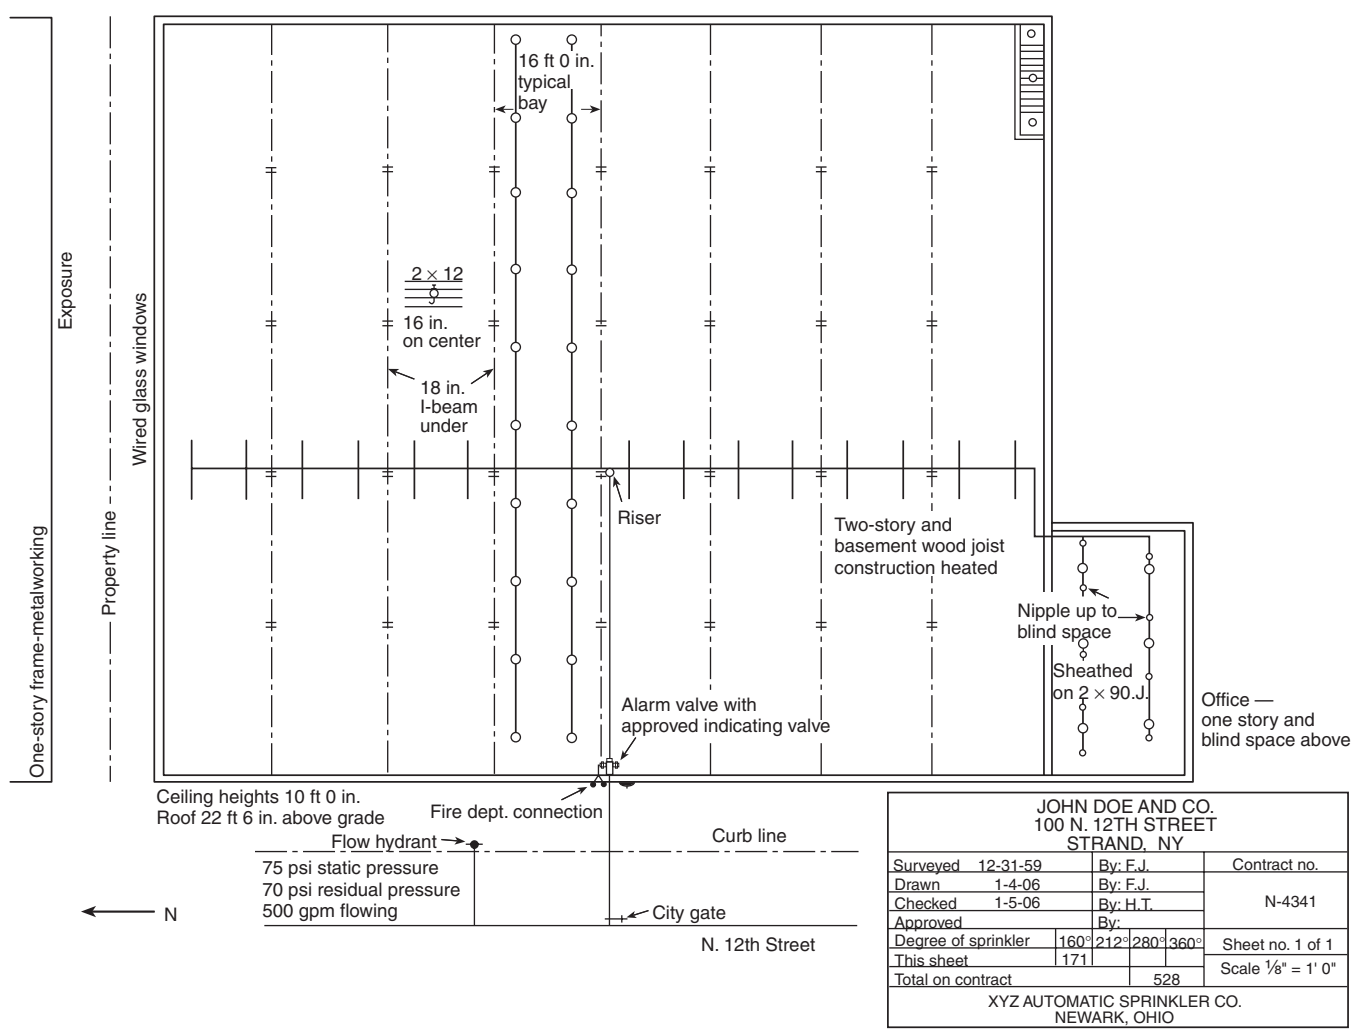 16 ft 0 in.
typical
bay
Exposure
Wired glass windows
2 × 12
16 in.
on center
18 in.
I-beam
under
One-story frame-metalworking
Property line
Riser
Two-story and
basement wood joist
construction heated
Nipple up to
blind space
Sheathed
on 2 × 90.J.
Office —
one story and
blind space above
Alarm valve with
approved indicating valve
Ceiling heights 10 ft 0 in.
Roof 22 ft 6 in. above grade
Fire dept. connection
Flow hydrant
Curb line
75 psi static pressure
70 psi residual pressure
500 gpm flowing
N
City gate
N. 12th Street
JOHN DOE AND CO.
100 N. 12TH STREET
STRAND, NY
Surveyed 12-31-59 By: F.J. Contract no.
Drawn 1-4-06 By: F.J.
Checked 1-5-06 By: H.T. N-4341
Approved By:
Degree of sprinkler 160° 212° 280° 360° Sheet no. 1 of 1
This sheet 171
Scale ⅛" = 1' 0"
Total on contract 528
XYZ AUTOMATIC SPRINKLER CO.
NEWARK, OHIO